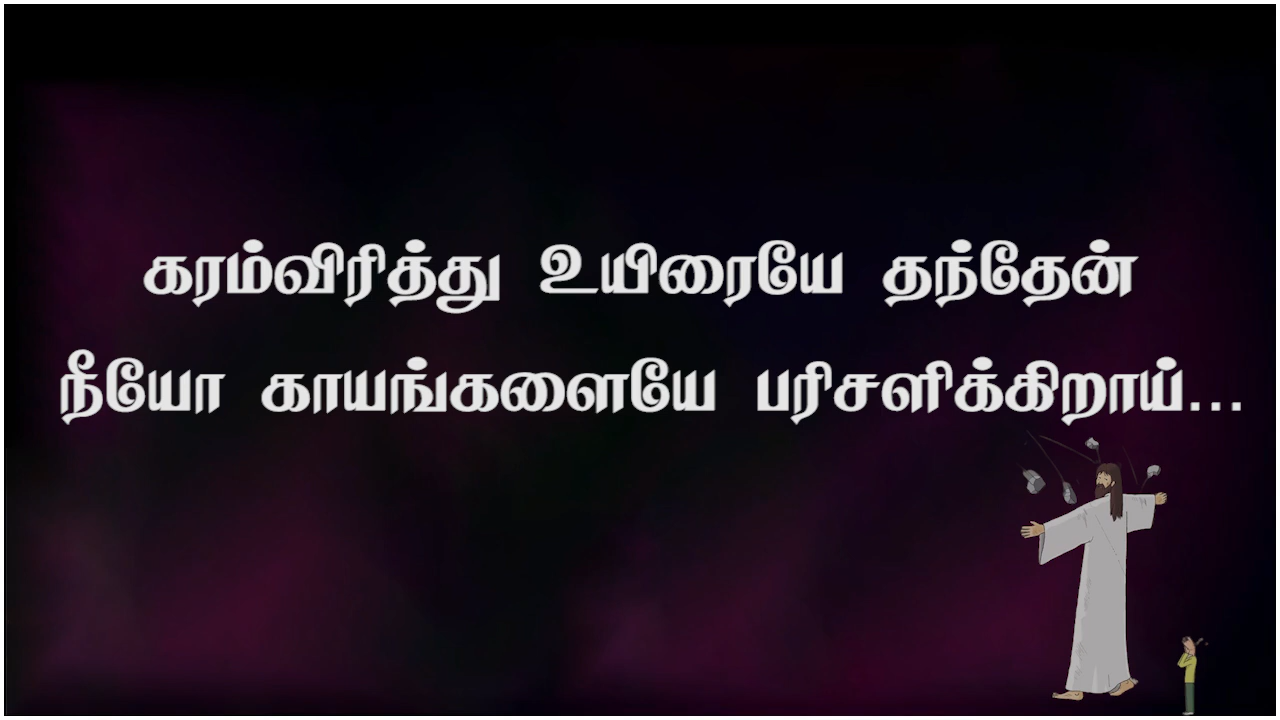 கரம்விரித்து உயிரையே தந்தேன்
நீயோ காயங்களையே பரிசளிக்கிறாய்...